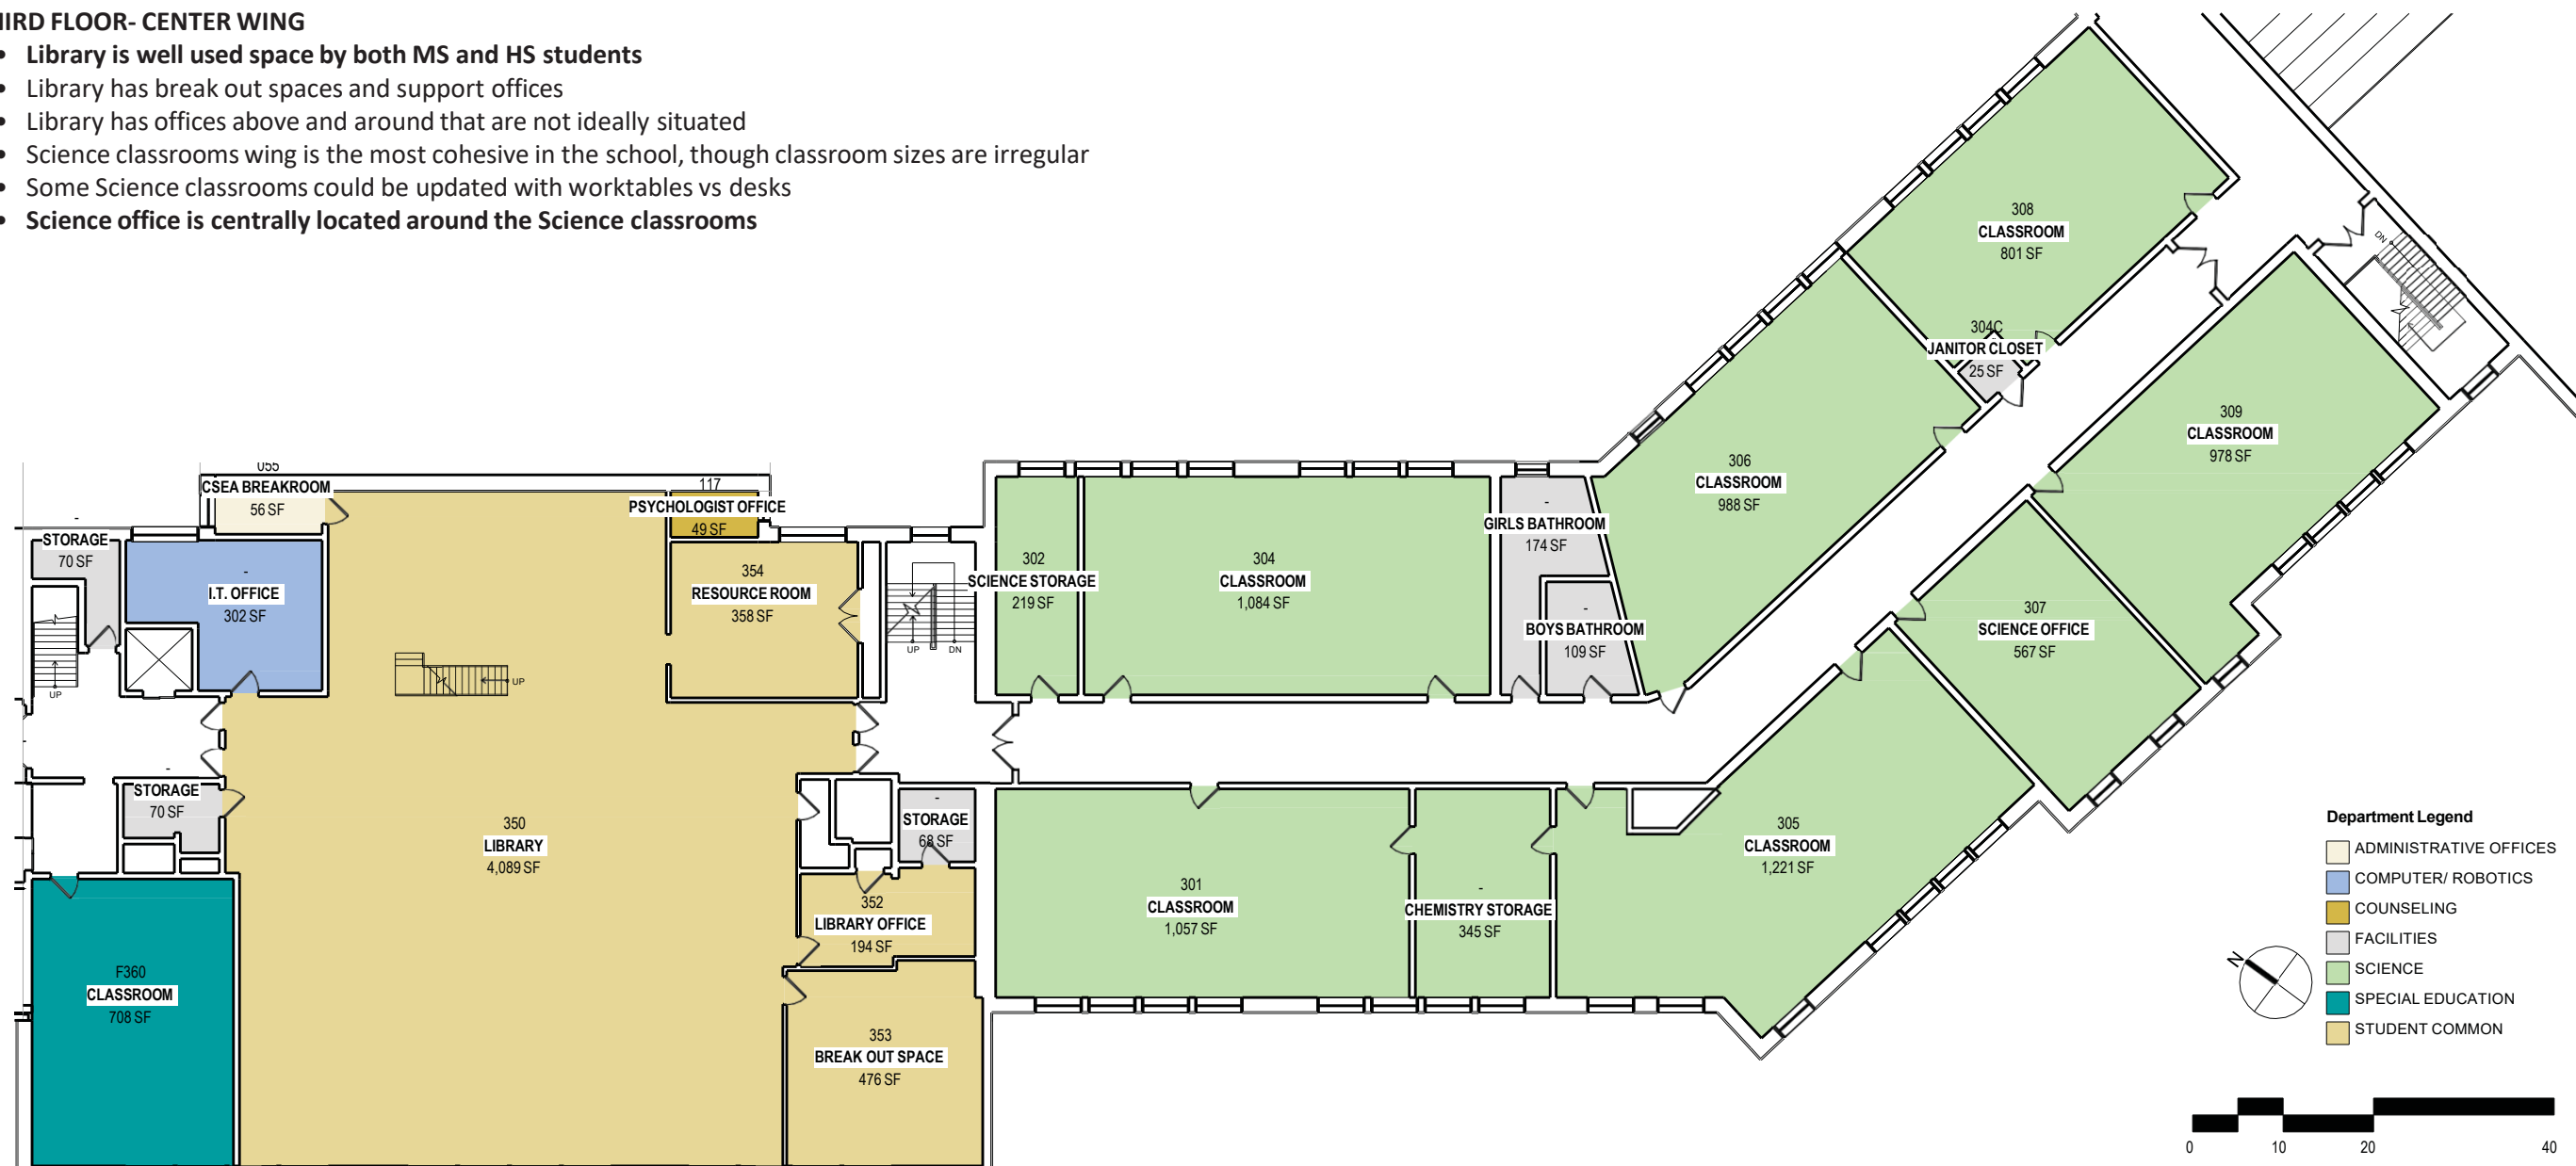 HIRD FLOOR- CENTER WING
• Library is well used space by both MS and HS students
• Library has break out spaces and support offices
• Library has offices above and around that are not ideally situated
• Science classrooms wing is the most cohesive in the school, though classroom sizes are irregular
• Some Science classrooms could be updated with worktables vs desks
• Science office is centrally located around the Science classrooms
308
CLASSROOM
801 SF
DN
304C
JANITOR CLOSET
25 SF
309
CLASSROOM
978 SF
306
CLASSROOM
988 SF
055
CSEA BREAKROOM
56 SF
117
PSYCHOLOGIST OFFICE
49 SF
-
STORAGE
70 SF
-
I.T. OFFICE
302 SF
354
RESOURCE ROOM
358 SF
302
SCIENCE STORAGE
219 SF
304
CLASSROOM
1,084 SF
-
GIRLS BATHROOM
174 SF
-
BOYS BATHROOM
109 SF
307
SCIENCE OFFICE
567 SF
UP
UP
UP
DN
-
-
STORAGE
70 SF
350
LIBRARY
4,089 SF
-
STORAGE
68 SF
352
LIBRARY OFFICE
194 SF
301
CLASSROOM
1,057 SF
-
CHEMISTRY STORAGE
345 SF
305
CLASSROOM
1,221 SF
F360
CLASSROOM
708 SF
353
BREAK OUT SPACE
476 SF
Department Legend
ADMINISTRATIVE OFFICES
COMPUTER/ ROBOTICS
COUNSELING
FACILITIES
SCIENCE
SPECIAL EDUCATION
STUDENT COMMON
N
0 10 20 40